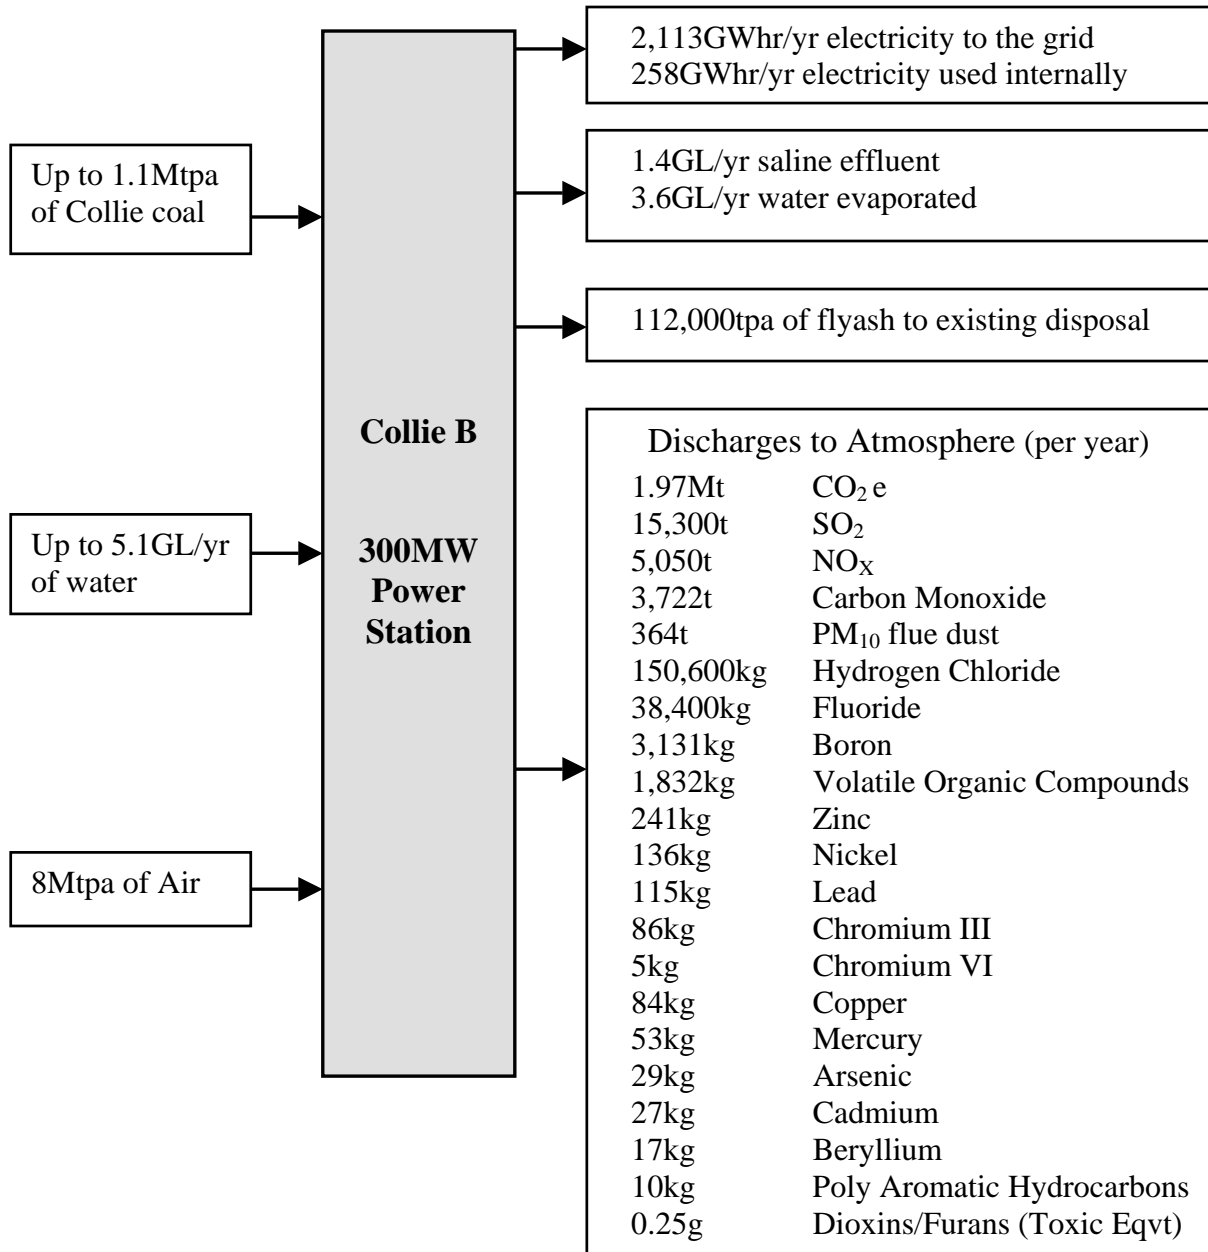 Up to 1.1Mtpa
of Collie coal
Up to 5.1GL/yr
of water
8Mtpa of Air
Collie B
300MW
Power
Station
2,113GWhr/yr electricity to the grid
258GWhr/yr electricity used internally
1.4GL/yr saline effluent
3.6GL/yr water evaporated
112,000tpa of flyash to existing disposal
Discharges to Atmosphere (per year)
1.97Mt CO₂ e
15,300t SO₂
5,050t NOX
3,722t Carbon Monoxide
364t PM₁₀ flue dust
150,600kg Hydrogen Chloride
38,400kg Fluoride
3,131kg Boron
1,832kg Volatile Organic Compounds
241kg Zinc
136kg Nickel
115kg Lead
86kg Chromium III
5kg Chromium VI
84kg Copper
53kg Mercury
29kg Arsenic
27kg Cadmium
17kg Beryllium
10kg Poly Aromatic Hydrocarbons
0.25g Dioxins/Furans (Toxic Eqvt)